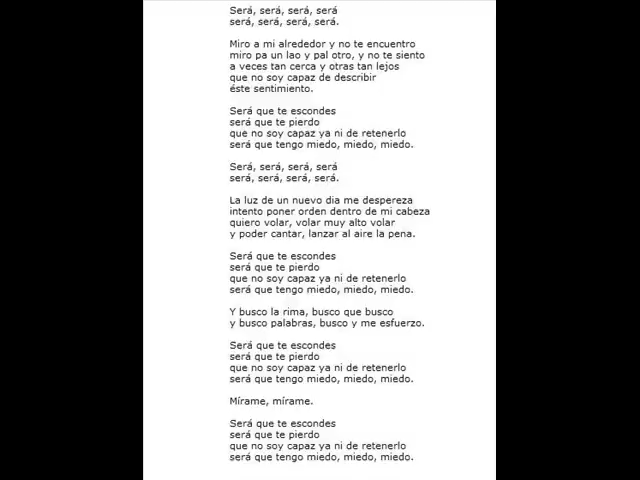 Será, será, será, será
será, será, será, será.
Miro a mi alrededor y no te encuentro
miro pa un lao y pal otro, y no te siento
a veces tan cerca y otras tan lejos
que no soy capaz de describir
éste sentimiento.
Será que te escondes
será que te pierdo
que no soy capaz ya ni de retenerlo
será que tengo miedo, miedo, miedo.
Será, será, será, será
será, será, será, será.
La luz de un nuevo dia me despereza
intento poner orden dentro de mi cabeza
quiero volar, volar muy alto volar
y poder cantar, lanzar al aire la pena.
Será que te escondes
será que te pierdo
que no soy capaz ya ni de retenerlo
será que tengo miedo, miedo, miedo.
Y busco la rima, busco que busco
y busco palabras, busco y me esfuerzo.
Será que te escondes
será que te pierdo
que no soy capaz ya ni de retenerlo
será que tengo miedo, miedo, miedo.
Mírame, mírame.
Será que te escondes
será que te pierdo
que no soy capaz ya ni de retenerlo
será que tengo miedo, miedo, miedo.